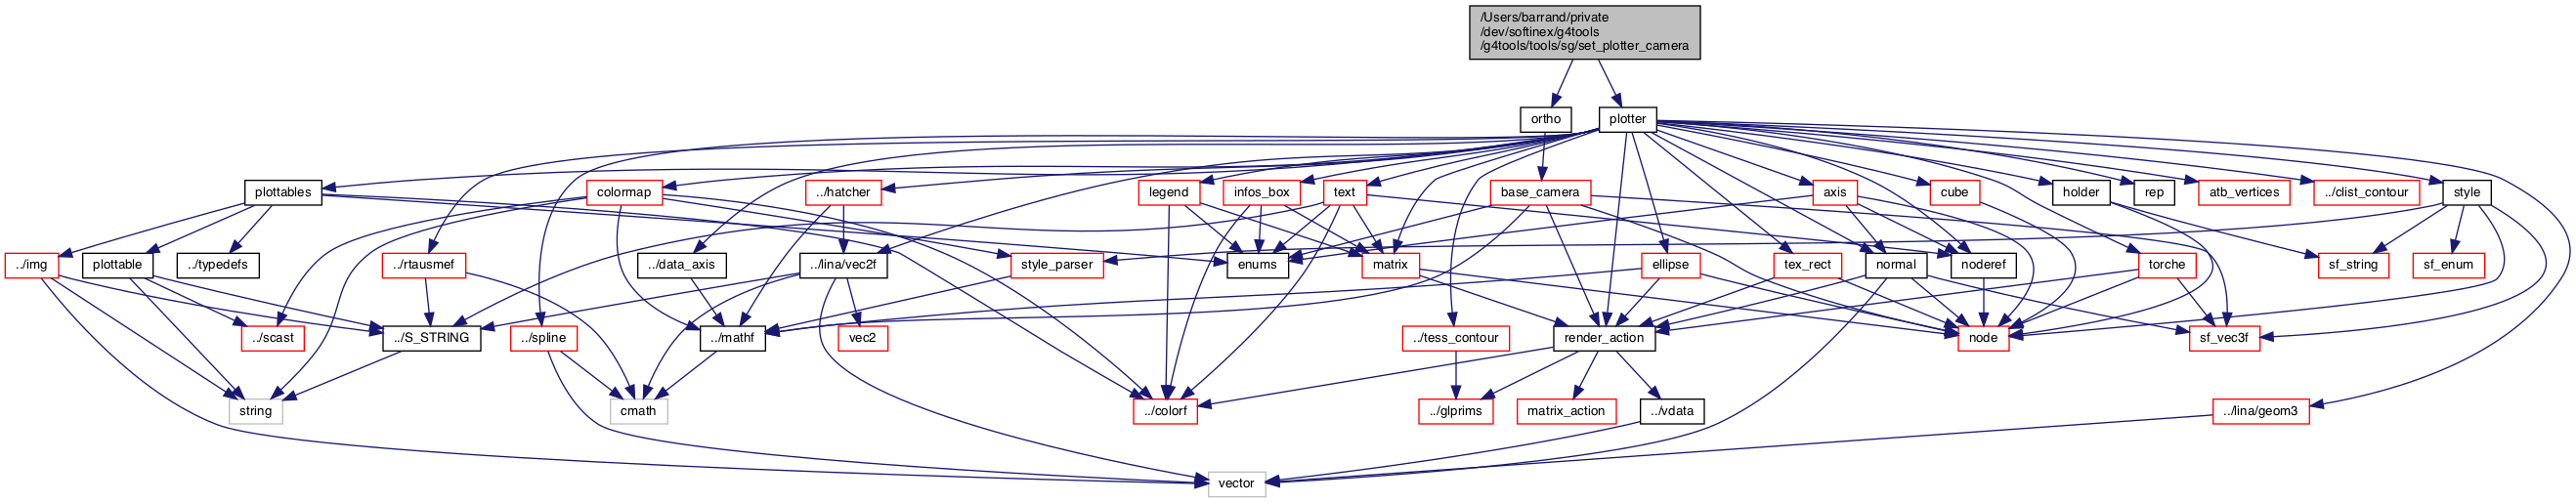 /Users/barrand/private
/dev/softinex/g4tools
/g4tools/tools/sg/set_plotter_camera
ortho
plotter
plottables
colormap
../hatcher
legend
infos_box
text
base_camera
axis
cube
holder
rep
atb_vertices
../clist_contour
style
../img
plottable
../typedefs
../rtausmef
../data_axis
../lina/vec2f
style_parser
enums
matrix
ellipse
tex_rect
normal
noderef
torche
sf_string
sf_enum
../scast
../S_STRING
../spline
../mathf
vec2
../tess_contour
render_action
node
sf_vec3f
string
cmath
../colorf
../glprims
matrix_action
../vdata
../lina/geom3
vector